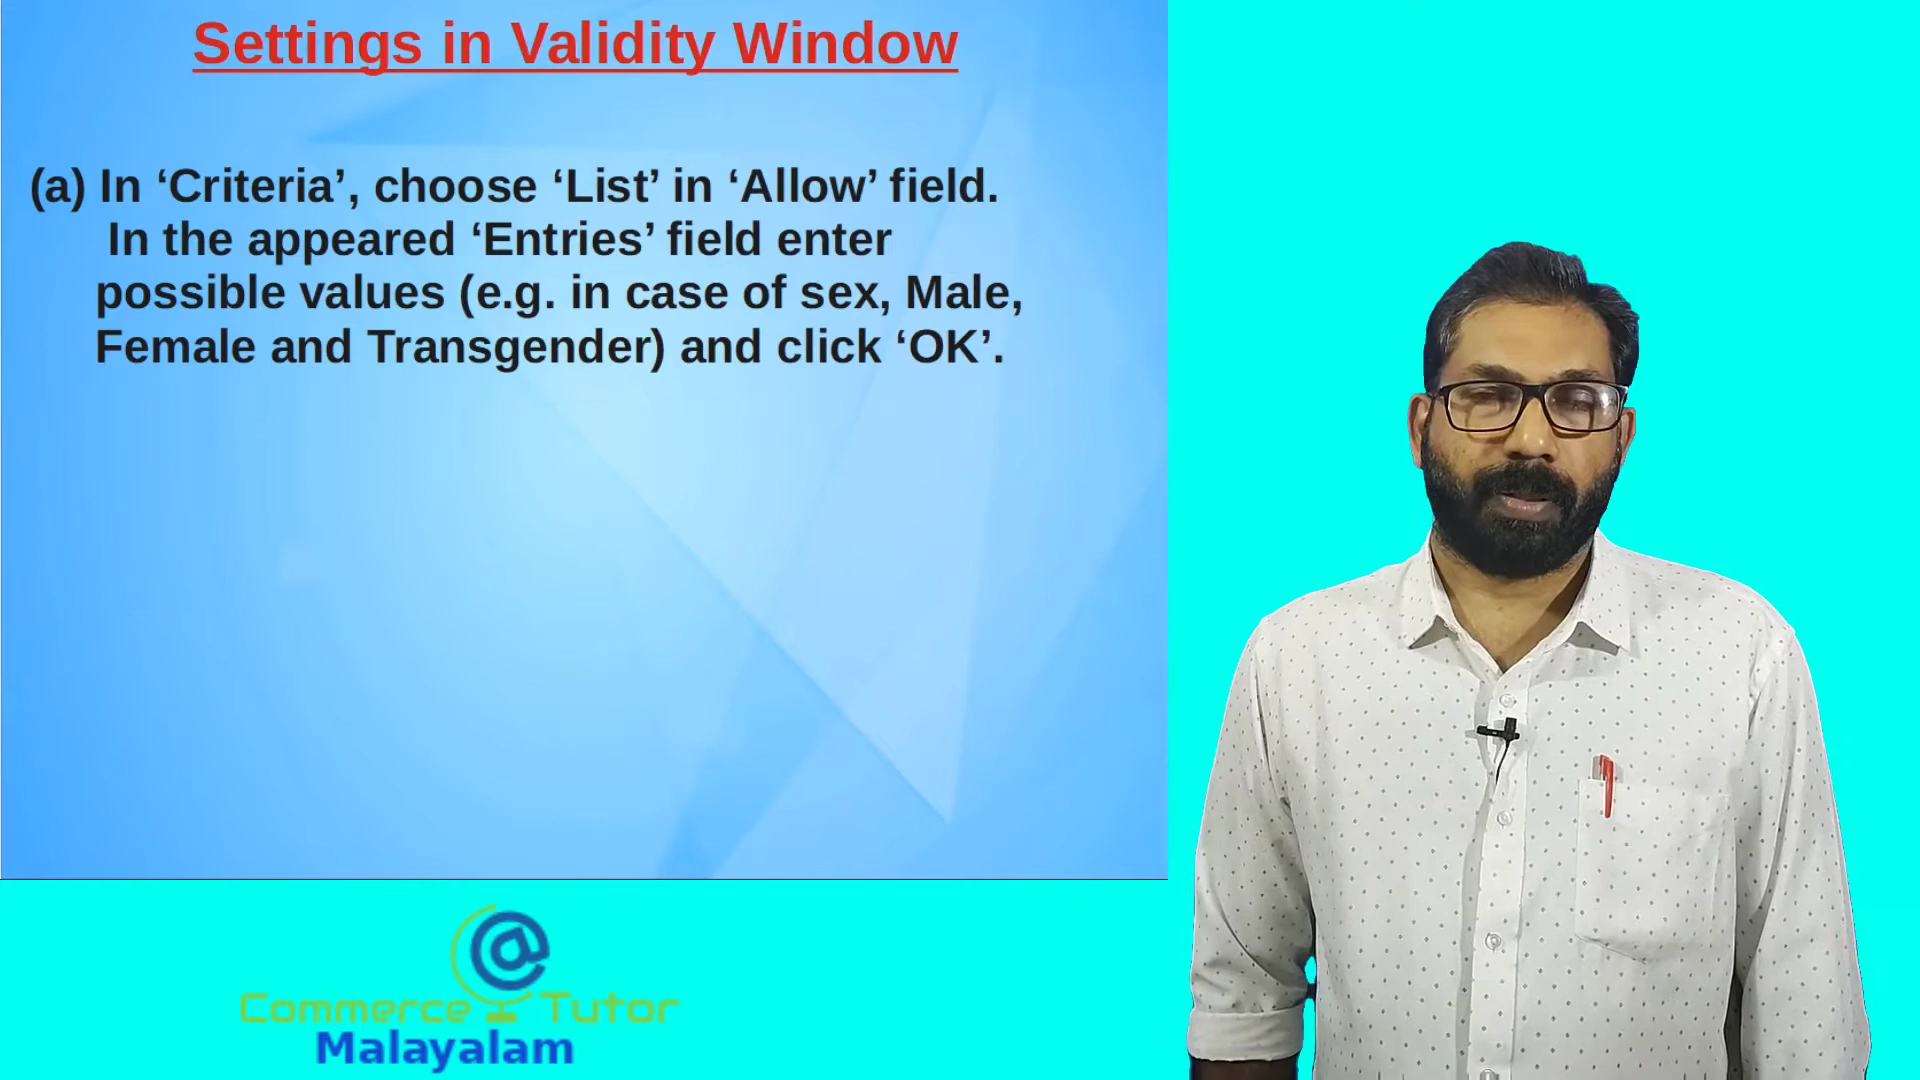 Settings in Validity Window
(a) In ‘Criteria’, choose ‘List’ in ‘Allow’ field.
In the appeared ‘Entries’ field enter
possible values (e.g. in case of sex, Male,
Female and Transgender) and click ‘OK’.
@
Commerce Tutor
Malayalam